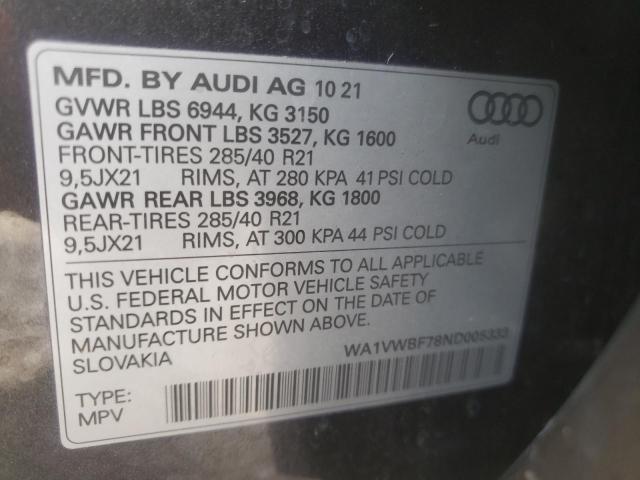 MFD. BY AUDI AG 10 21
GVWR LBS 6944, KG 3150
GAWR FRONT LBS 3527, KG 1600
FRONT-TIRES 285/40 R21
9,5JX21 RIMS, AT 280 KPA 41 PSI COLD
GAWR REAR LBS 3968, KG 1800
REAR-TIRES 285/40 R21
9,5JX21 RIMS, AT 300 KPA 44 PSI COLD
Audi
THIS VEHICLE CONFORMS TO ALL APPLICABLE
U.S. FEDERAL MOTOR VEHICLE SAFETY
STANDARDS IN EFFECT ON THE DATE OF
MANUFACTURE SHOWN ABOVE.
SLOVAKIA
WA1VWBF78ND005333
TYPE:
MPV